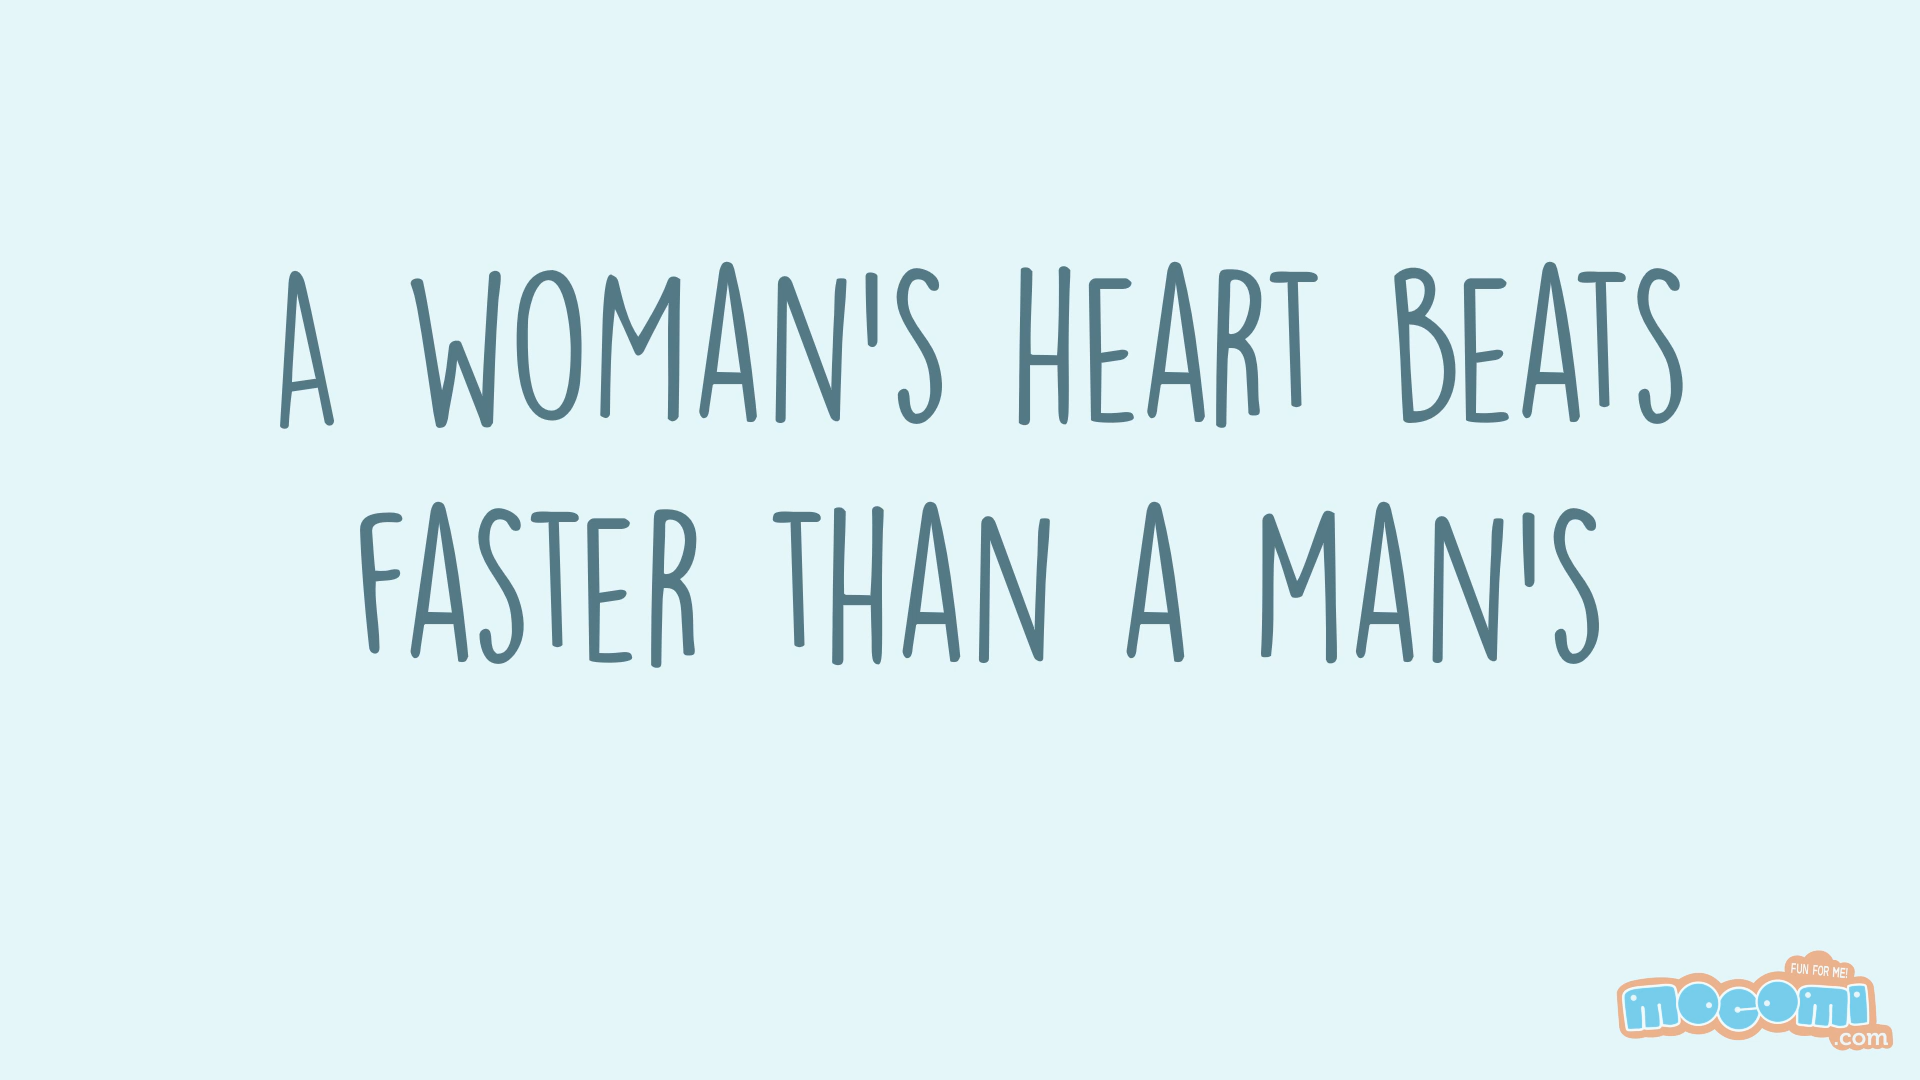 A WOMAN'S HEART BEATS
FASTER THAN A MAN'S
FUN FOR ME!
mocomi
.com